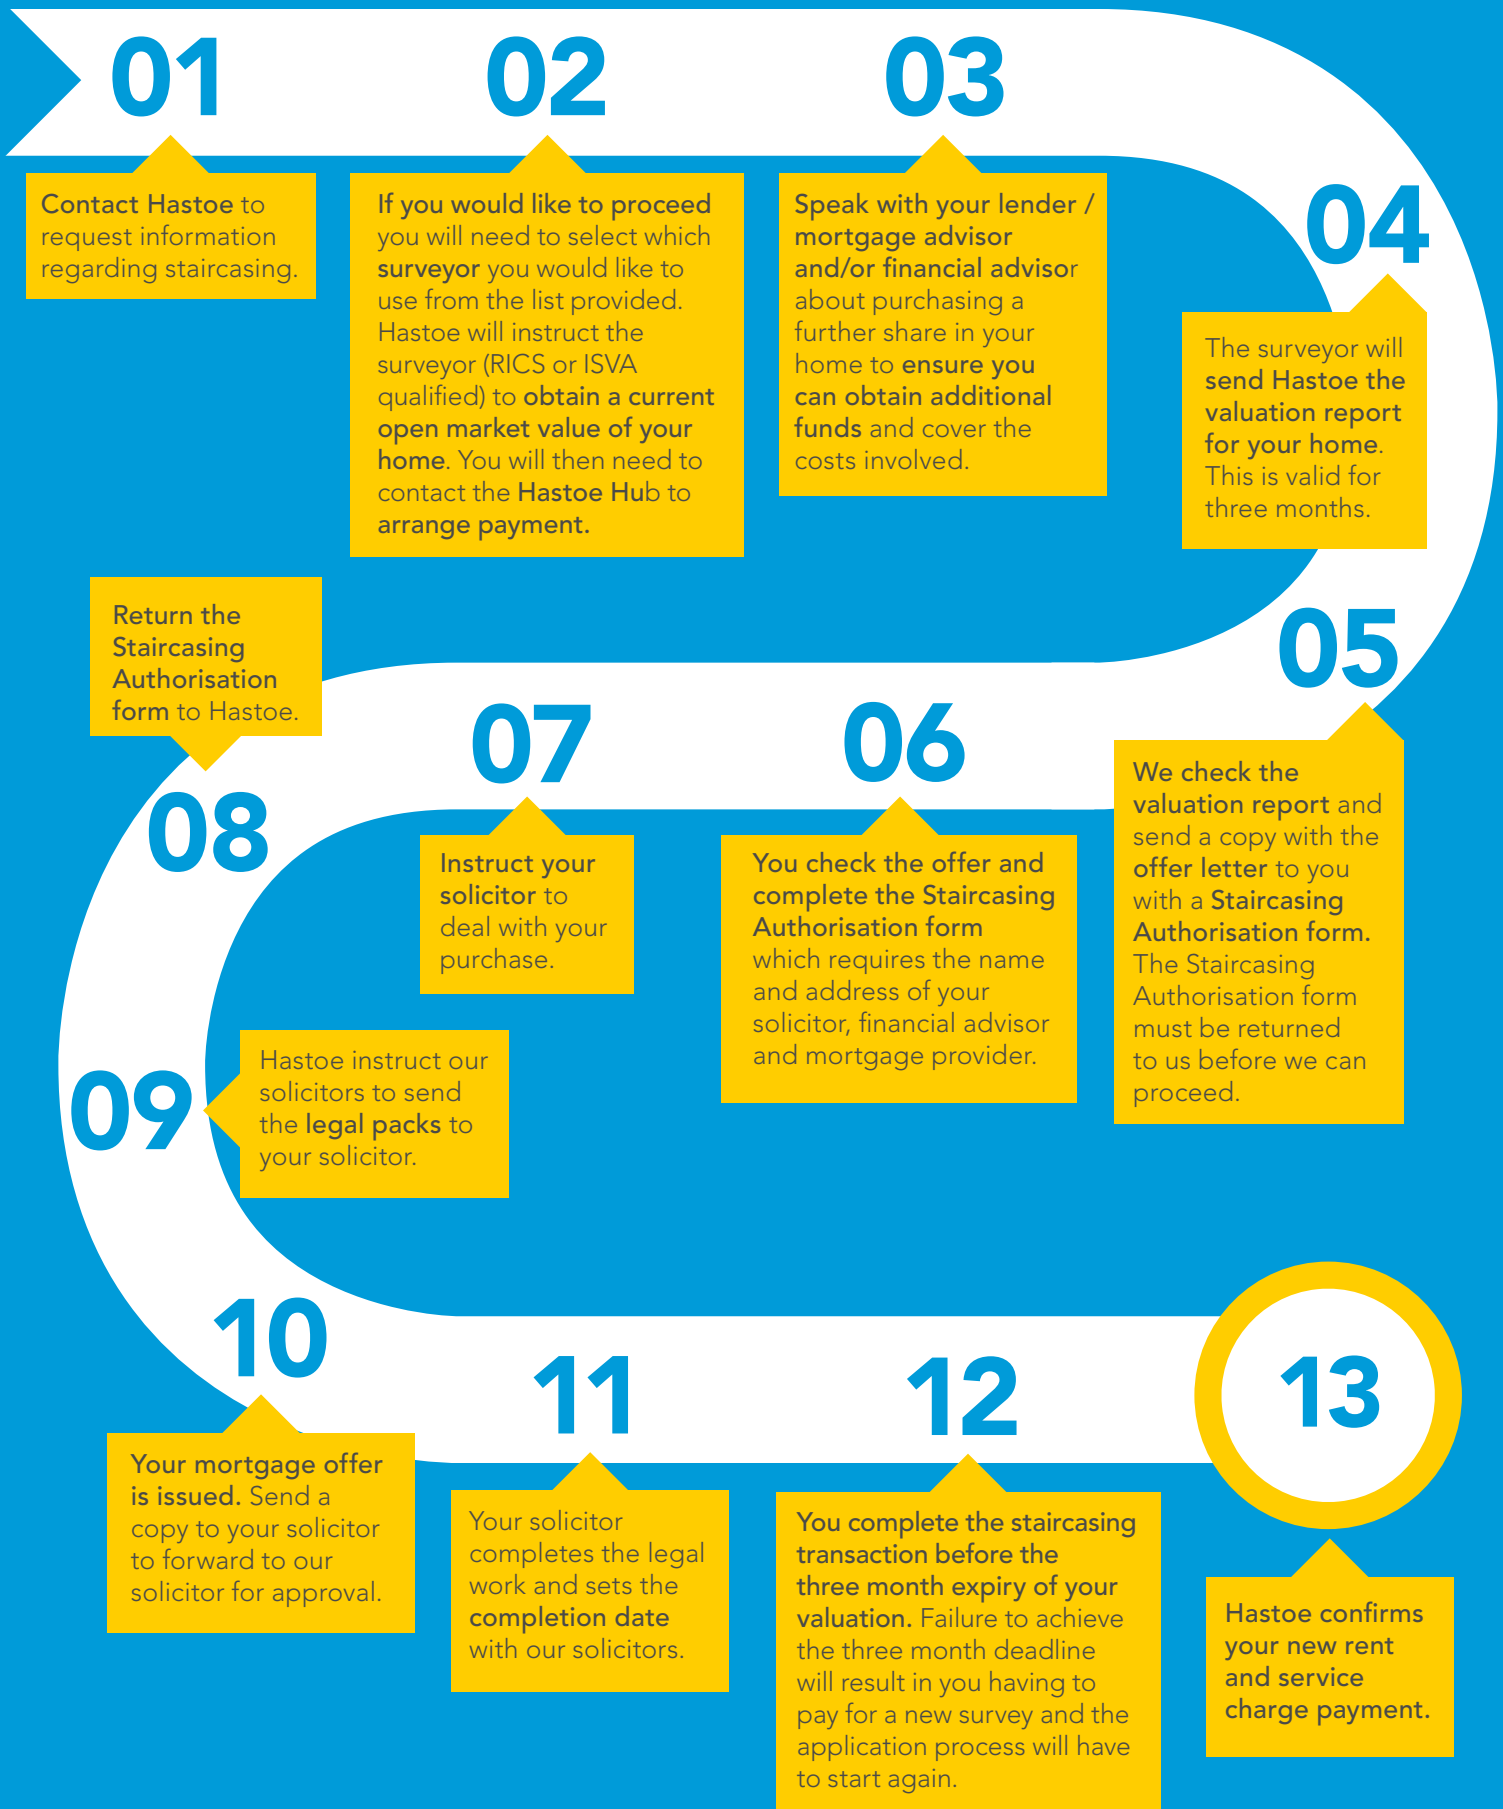 01
Contact Hastoe to
request information
regarding staircasing.
02
If you would like to proceed
you will need to select which
surveyor you would like to
use from the list provided.
Hastoe will instruct the
surveyor (RICS or ISVA
qualified) to obtain a current
open market value of your
home. You will then need to
contact the Hastoe Hub to
arrange payment.
03
Speak with your lender /
mortgage advisor
and/or financial advisor
about purchasing a
further share in your
home to ensure you
can obtain additional
funds and cover the
costs involved.
04
The surveyor will
send Hastoe the
valuation report
for your home.
This is valid for
three months.
05
We check the
valuation report and
send a copy with the
offer letter to you
with a Staircasing
Authorisation form.
The Staircasing
Authorisation form
must be returned
to us before we can
proceed.
06
You check the offer and
complete the Staircasing
Authorisation form
which requires the name
and address of your
solicitor, financial advisor
and mortgage provider.
07
Instruct your
solicitor to
deal with your
purchase.
Return the
Staircasing
Authorisation
form to Hastoe.
08
09
Hastoe instruct our
solicitors to send
the legal packs to
your solicitor.
10
Your mortgage offer
is issued. Send a
copy to your solicitor
to forward to our
solicitor for approval.
11
Your solicitor
completes the legal
work and sets the
completion date
with our solicitors.
12
You complete the staircasing
transaction before the
three month expiry of your
valuation. Failure to achieve
the three month deadline
will result in you having to
pay for a new survey and the
application process will have
to start again.
13
Hastoe confirms
your new rent
and service
charge payment.